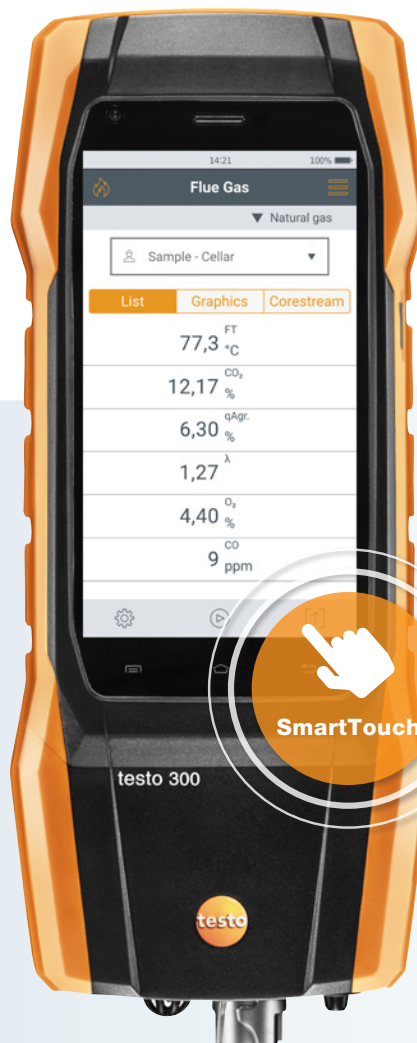 14:21 100%
Flue Gas
▼ Natural gas
Sample - Cellar ▼
List Graphics Corestream
77,3 FT °C
12,17 CO₂ %
6,30 qAgr. %
1,27 λ
4,40 O₂ %
9 CO ppm
SmartTouch
testo 300
testo